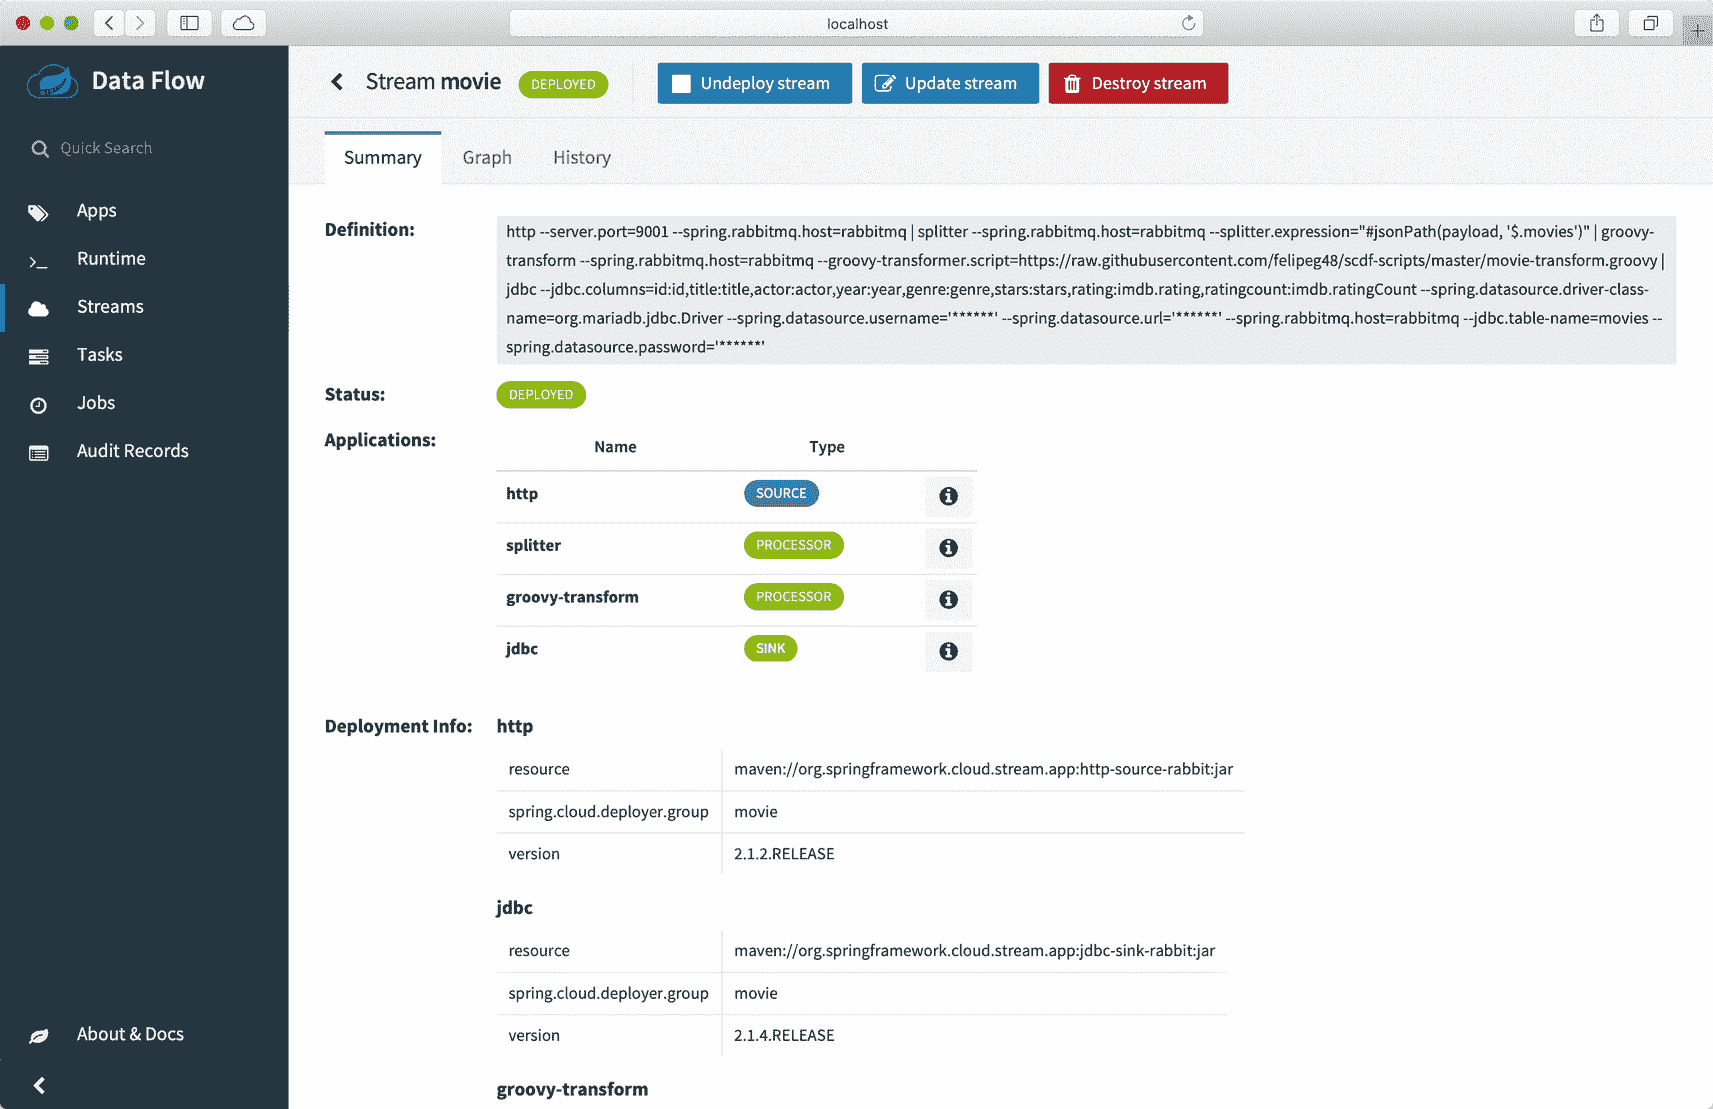 localhost
Data Flow
Stream movie DEPLOYED Undeploy stream Update stream Destroy stream
Quick Search
Summary Graph History
Apps
Runtime
Streams
Tasks
Jobs
Audit Records
About & Docs
Definition:
http --server.port=9001 --spring.rabbitmq.host=rabbitmq | splitter --spring.rabbitmq.host=rabbitmq --splitter.expression="#jsonPath(payload, '$.movies')" | groovy-
transform --spring.rabbitmq.host=rabbitmq --groovy-transformer.script=https://raw.githubusercontent.com/felipeg48/scdf-scripts/master/movie-transform.groovy |
jdbc --jdbc.columns=id:id,title:title,actor:actor,year:year,genre:genre,stars:stars,rating:imdb.rating,ratingcount:imdb.ratingCount --spring.datasource.driver-class-
name=org.mariadb.jdbc.Driver --spring.datasource.username='******' --spring.datasource.url='******' --spring.rabbitmq.host=rabbitmq --jdbc.table-name=movies --
spring.datasource.password='******'
Status: DEPLOYED
Applications:
Name Type
http SOURCE
splitter PROCESSOR
groovy-transform PROCESSOR
jdbc SINK
Deployment Info: http
resource maven://org.springframework.cloud.stream.app:http-source-rabbit:jar
spring.cloud.deployer.group movie
version 2.1.2.RELEASE
jdbc
resource maven://org.springframework.cloud.stream.app:jdbc-sink-rabbit:jar
spring.cloud.deployer.group movie
version 2.1.4.RELEASE
groovy-transform